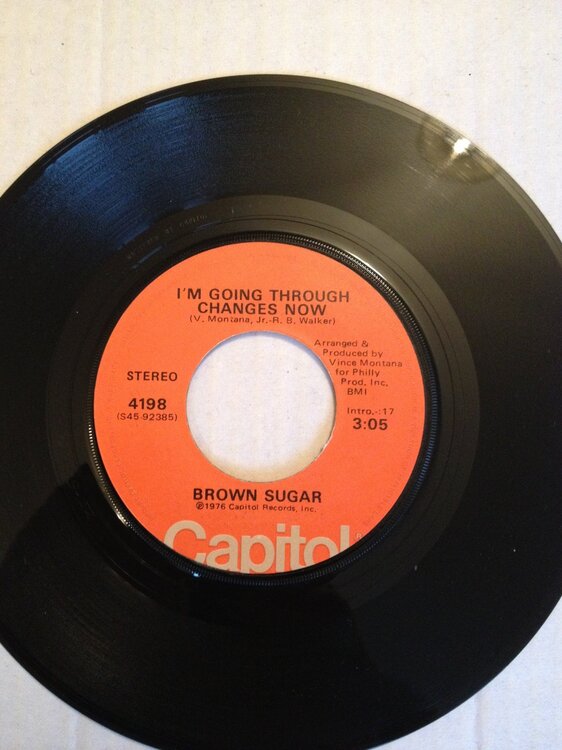 I'M GOING THROUGH
CHANGES NOW
(V. Montana, Jr.-R. B. Walker)
Arranged &
Produced by
Vince Montana
for Philly
Prod. Inc.
BMI
STEREO
4198
(S45-92385)
Intro.-:17
3:05
BROWN SUGAR
℗1976 Capitol Records, Inc.
Capitol